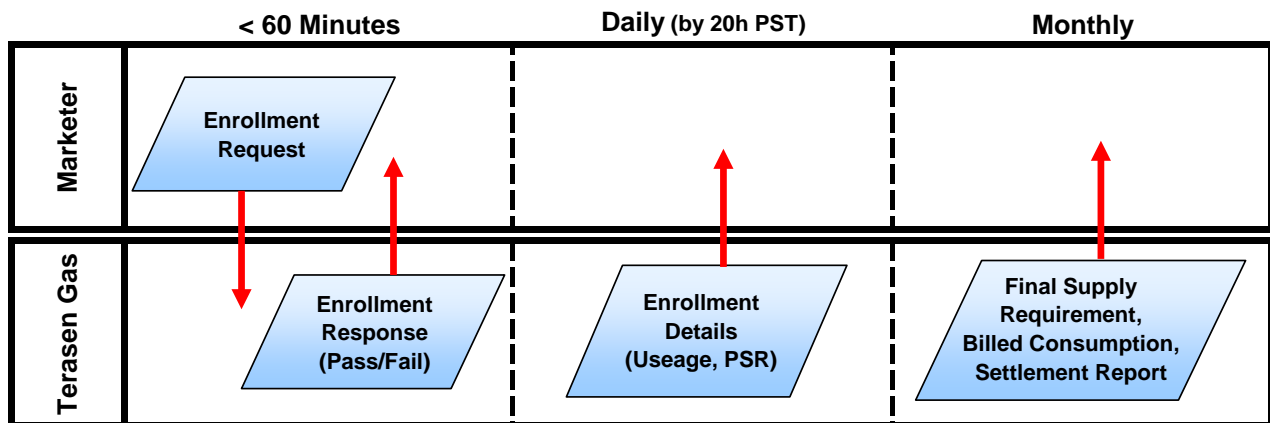 < 60 Minutes
Daily (by 20h PST)
Monthly
Marketer
Enrollment
Request
Terasen Gas
Enrollment
Response
(Pass/Fail)
Enrollment
Details
(Useage, PSR)
Final Supply
Requirement,
Billed Consumption,
Settlement Report